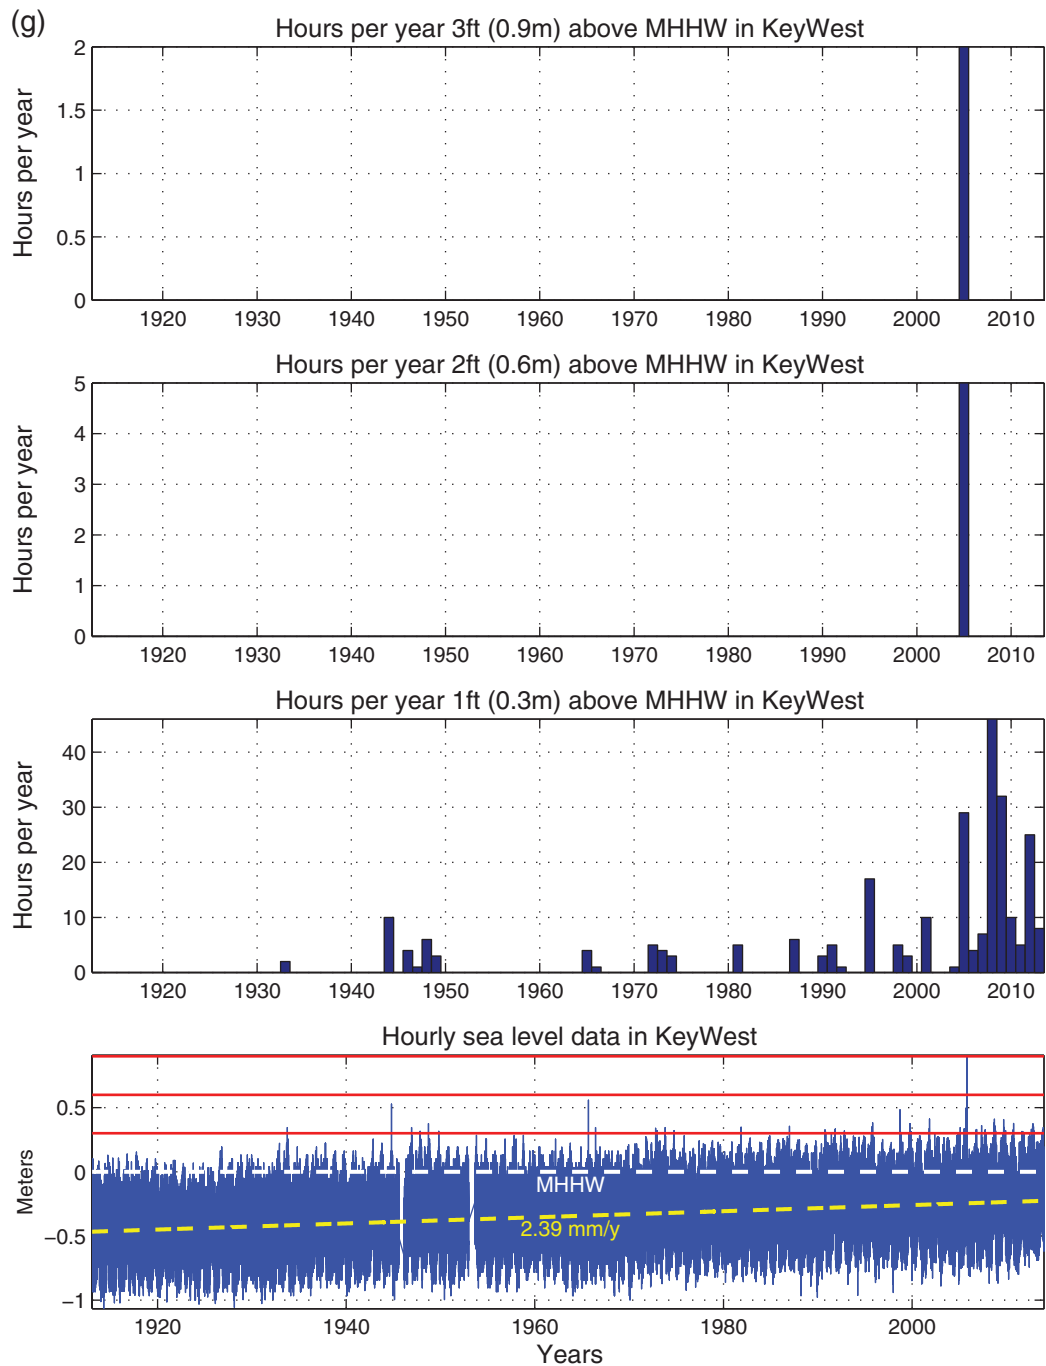 (g)
Hours per year 3ft (0.9m) above MHHW in KeyWest
Hours per year
2
1.5
1
0.5
0
1920 1930 1940 1950 1960 1970 1980 1990 2000 2010
Hours per year 2ft (0.6m) above MHHW in KeyWest
Hours per year
5
4
3
2
1
0
1920 1930 1940 1950 1960 1970 1980 1990 2000 2010
Hours per year 1ft (0.3m) above MHHW in KeyWest
Hours per year
40
30
20
10
0
1920 1930 1940 1950 1960 1970 1980 1990 2000 2010
Hourly sea level data in KeyWest
Meters
0.5
0
−0.5
−1
MHHW
2.39 mm/y
1920 1940 1960 1980 2000
Years